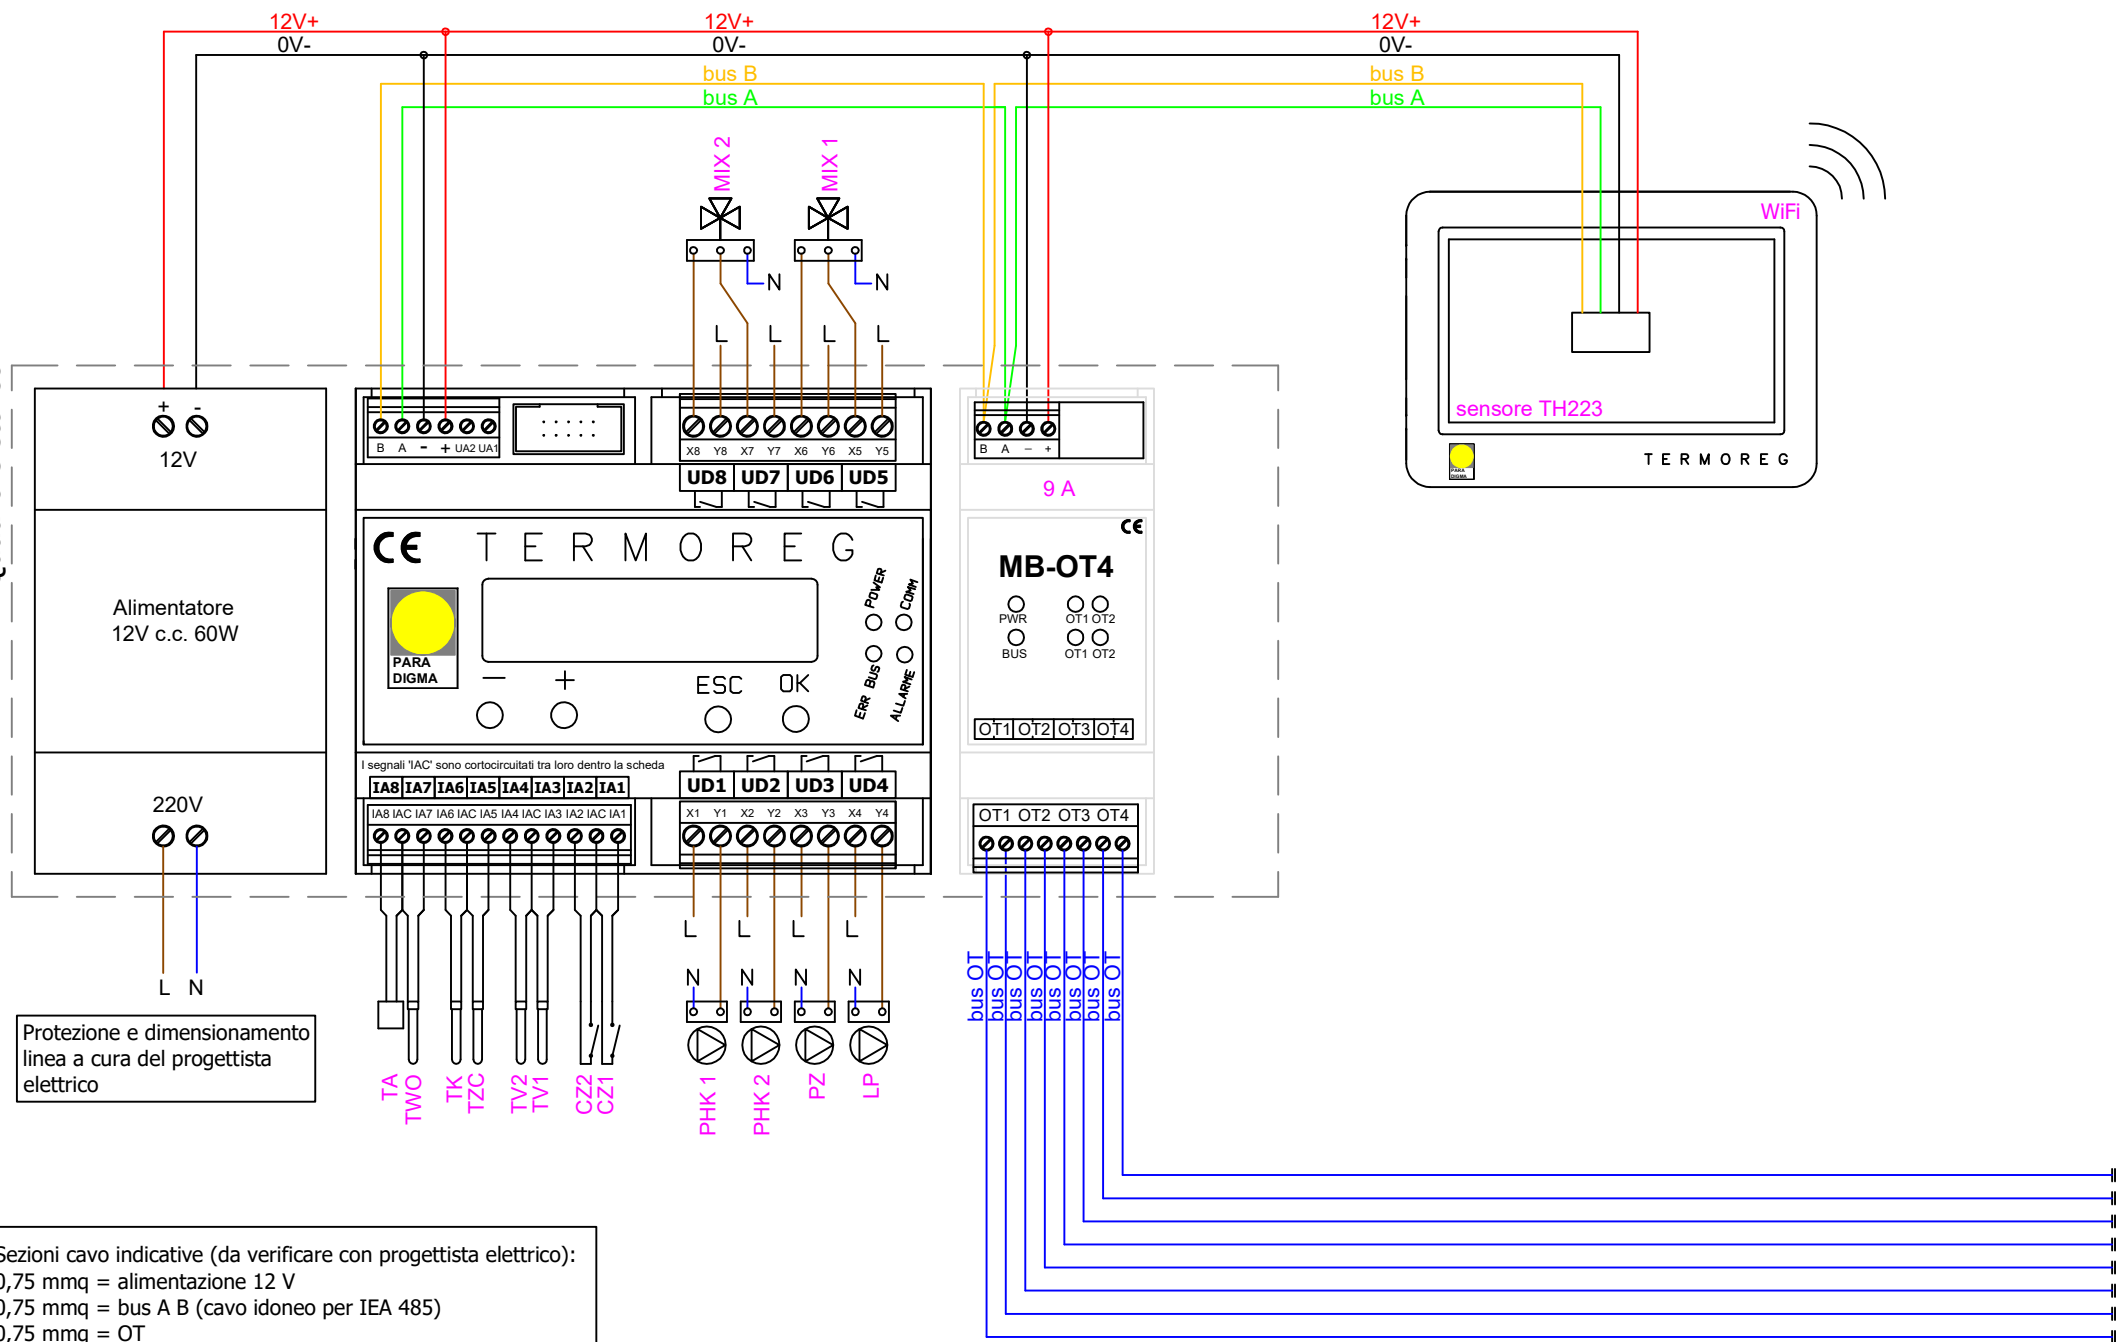 12V+
12V+
12V+
0V-
0V-
0V-
bus B
bus B
bus A
bus A
MIX 2
MIX 1
N
N
L
L
L
L
WiFi
sensore TH223
PARA
DIGMA
TERMOREG
+ -
12V
B A - + UA2 UA1
X8 Y8 X7 Y7 X6 Y6 X5 Y5
UD8 UD7 UD6 UD5
B A - +
9 A
CE
TERMOREG
CE
MB-OT4
Alimentatore
12V c.c. 60W
PARA
DIGMA
POWER
COMM
ERR BUS
ALLARME
- +
ESC OK
PWR
OT1 OT2
BUS
OT1 OT2
OT1 OT2 OT3 OT4
I segnali 'IAC' sono cortocircuitati tra loro dentro la scheda
IA8 IA7 IA6 IA5 IA4 IA3 IA2 IA1
UD1 UD2 UD3 UD4
220V
IA8 IAC IA7 IA6 IAC IA5 IA4 IAC IA3 IA2 IAC IA1
X1 Y1 X2 Y2 X3 Y3 X4 Y4
OT1 OT2 OT3 OT4
L N
L
L
L
L
N
N
N
N
bus OT
bus OT
bus OT
bus OT
bus OT
bus OT
bus OT
bus OT
Protezione e dimensionamento
linea a cura del progettista
elettrico
TA
TWO
TK
TZC
TV2
TV1
CZ2
CZ1
PHK 1
PHK 2
PZ
LP
Sezioni cavo indicative (da verificare con progettista elettrico):
0,75 mmq = alimentazione 12 V
0,75 mmq = bus A B (cavo idoneo per IEA 485)
0,75 mmq = OT